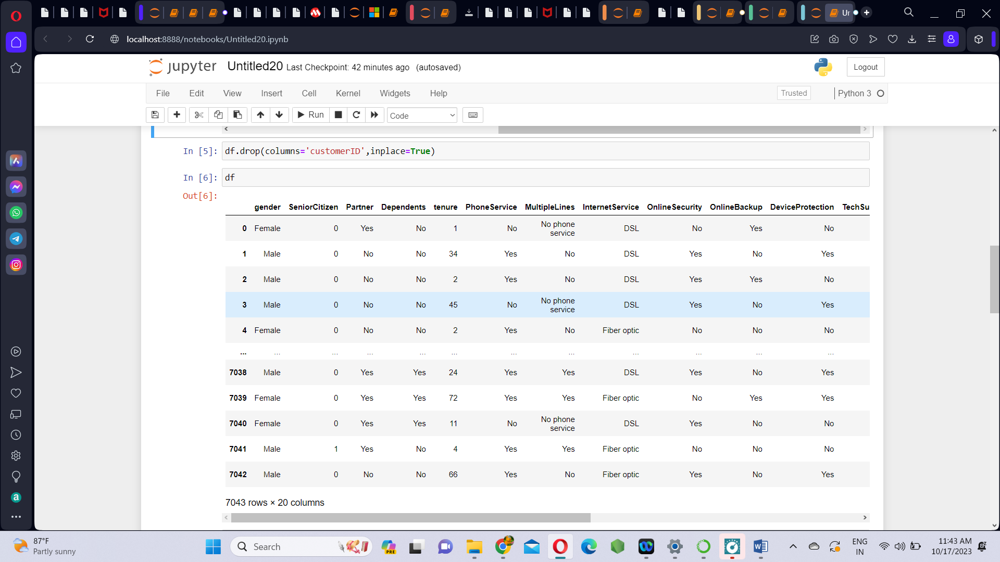 Ur
localhost:8888/notebooks/Untitled20.ipynb
jupyter Untitled20 Last Checkpoint: 42 minutes ago (autosaved)
Logout
File Edit View Insert Cell Kernel Widgets Help
Trusted
Python 3
Run
Code
In [5]: df.drop(columns='customerID',inplace=True)
In [6]: df
Out[6]:
gender SeniorCitizen Partner Dependents tenure PhoneService MultipleLines InternetService OnlineSecurity OnlineBackup DeviceProtection TechSu
0 Female 0 Yes No 1 No No phone service DSL No Yes No
1 Male 0 No No 34 Yes No DSL Yes No Yes
2 Male 0 No No 2 Yes No DSL Yes Yes No
3 Male 0 No No 45 No No phone service DSL Yes No Yes
4 Female 0 No No 2 Yes No Fiber optic No No No
... ... ... ... ... ... ... ... ... ... ... ...
7038 Male 0 Yes Yes 24 Yes Yes DSL Yes No Yes
7039 Female 0 Yes Yes 72 Yes Yes Fiber optic No Yes Yes
7040 Female 0 Yes Yes 11 No No phone service DSL Yes No No
7041 Male 1 Yes No 4 Yes Yes Fiber optic No No No
7042 Male 0 No No 66 Yes No Fiber optic Yes No Yes
7043 rows × 20 columns
87°F
Partly sunny
Search
PRE
ENG
IN
11:43 AM
10/17/2023